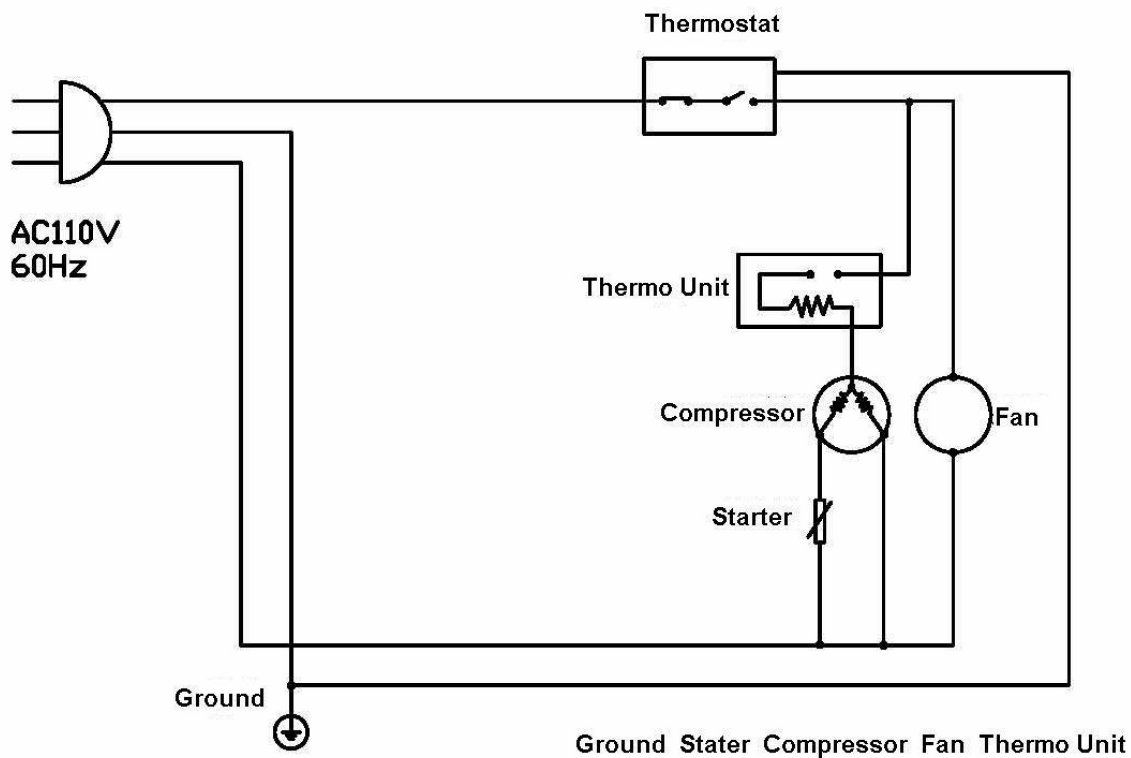 Thermostat
AC110V
60Hz
Thermo Unit
Compressor
Fan
Starter
Ground
Ground Stater Compressor Fan Thermo Unit